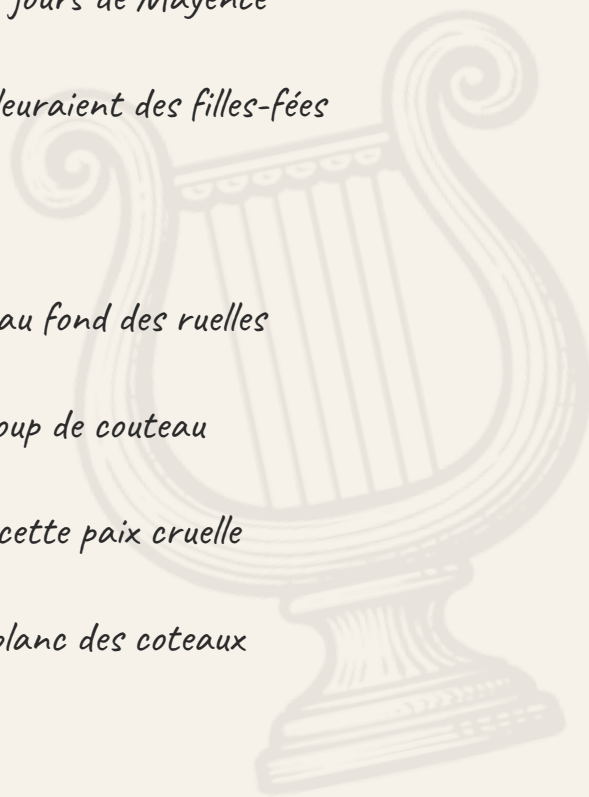 jours de Mayence
leuraient des filles-fées
au fond des ruelles
oup de couteau
cette paix cruelle
blanc des coteaux